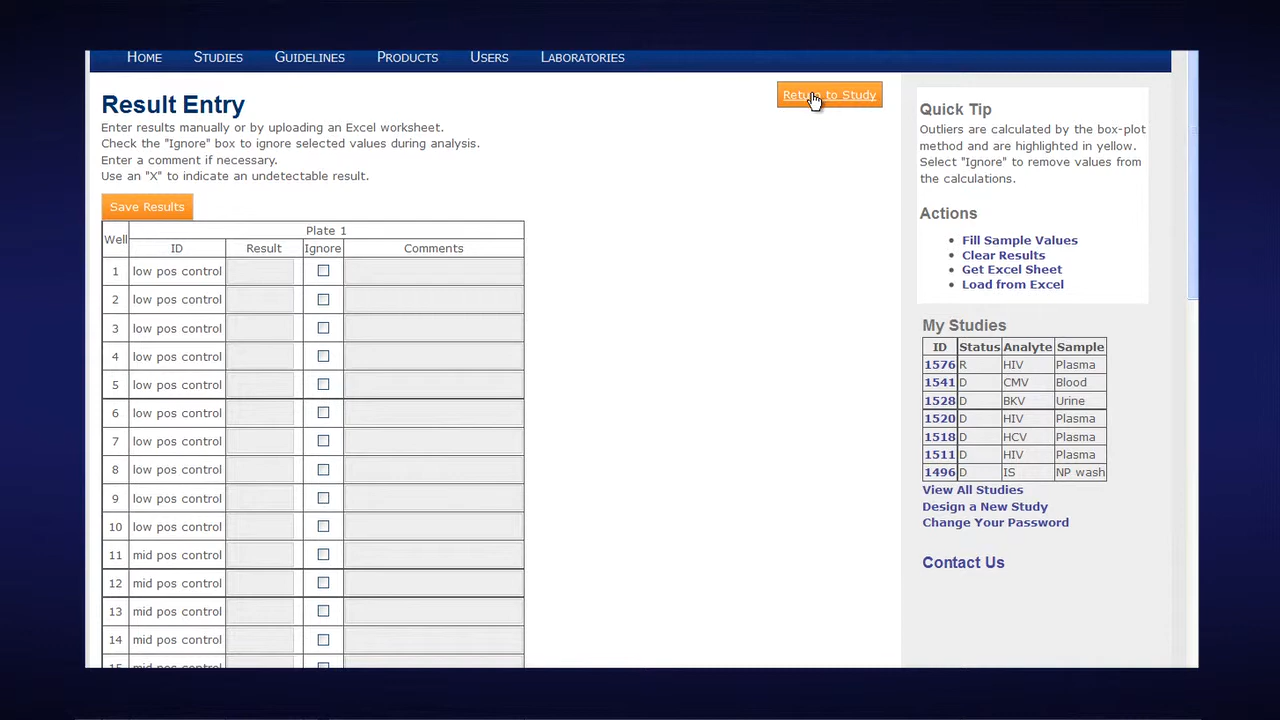 HOME STUDIES GUIDELINES PRODUCTS USERS LABORATORIES
Result Entry
Enter results manually or by uploading an Excel worksheet.
Check the "Ignore" box to ignore selected values during analysis.
Enter a comment if necessary.
Use an "X" to indicate an undetectable result.
Return to Study
Save Results
Well Plate 1
ID Result Ignore Comments
1 low pos control
2 low pos control
3 low pos control
4 low pos control
5 low pos control
6 low pos control
7 low pos control
8 low pos control
9 low pos control
10 low pos control
11 mid pos control
12 mid pos control
13 mid pos control
14 mid pos control
15 mid pos control
Quick Tip
Outliers are calculated by the box-plot
method and are highlighted in yellow.
Select "Ignore" to remove values from
the calculations.
Actions
Fill Sample Values
Clear Results
Get Excel Sheet
Load from Excel
My Studies
ID Status Analyte Sample
1576 R HIV Plasma
1541 D CMV Blood
1528 D BKV Urine
1520 D HIV Plasma
1518 D HCV Plasma
1511 D HIV Plasma
1496 D IS NP wash
View All Studies
Design a New Study
Change Your Password
Contact Us